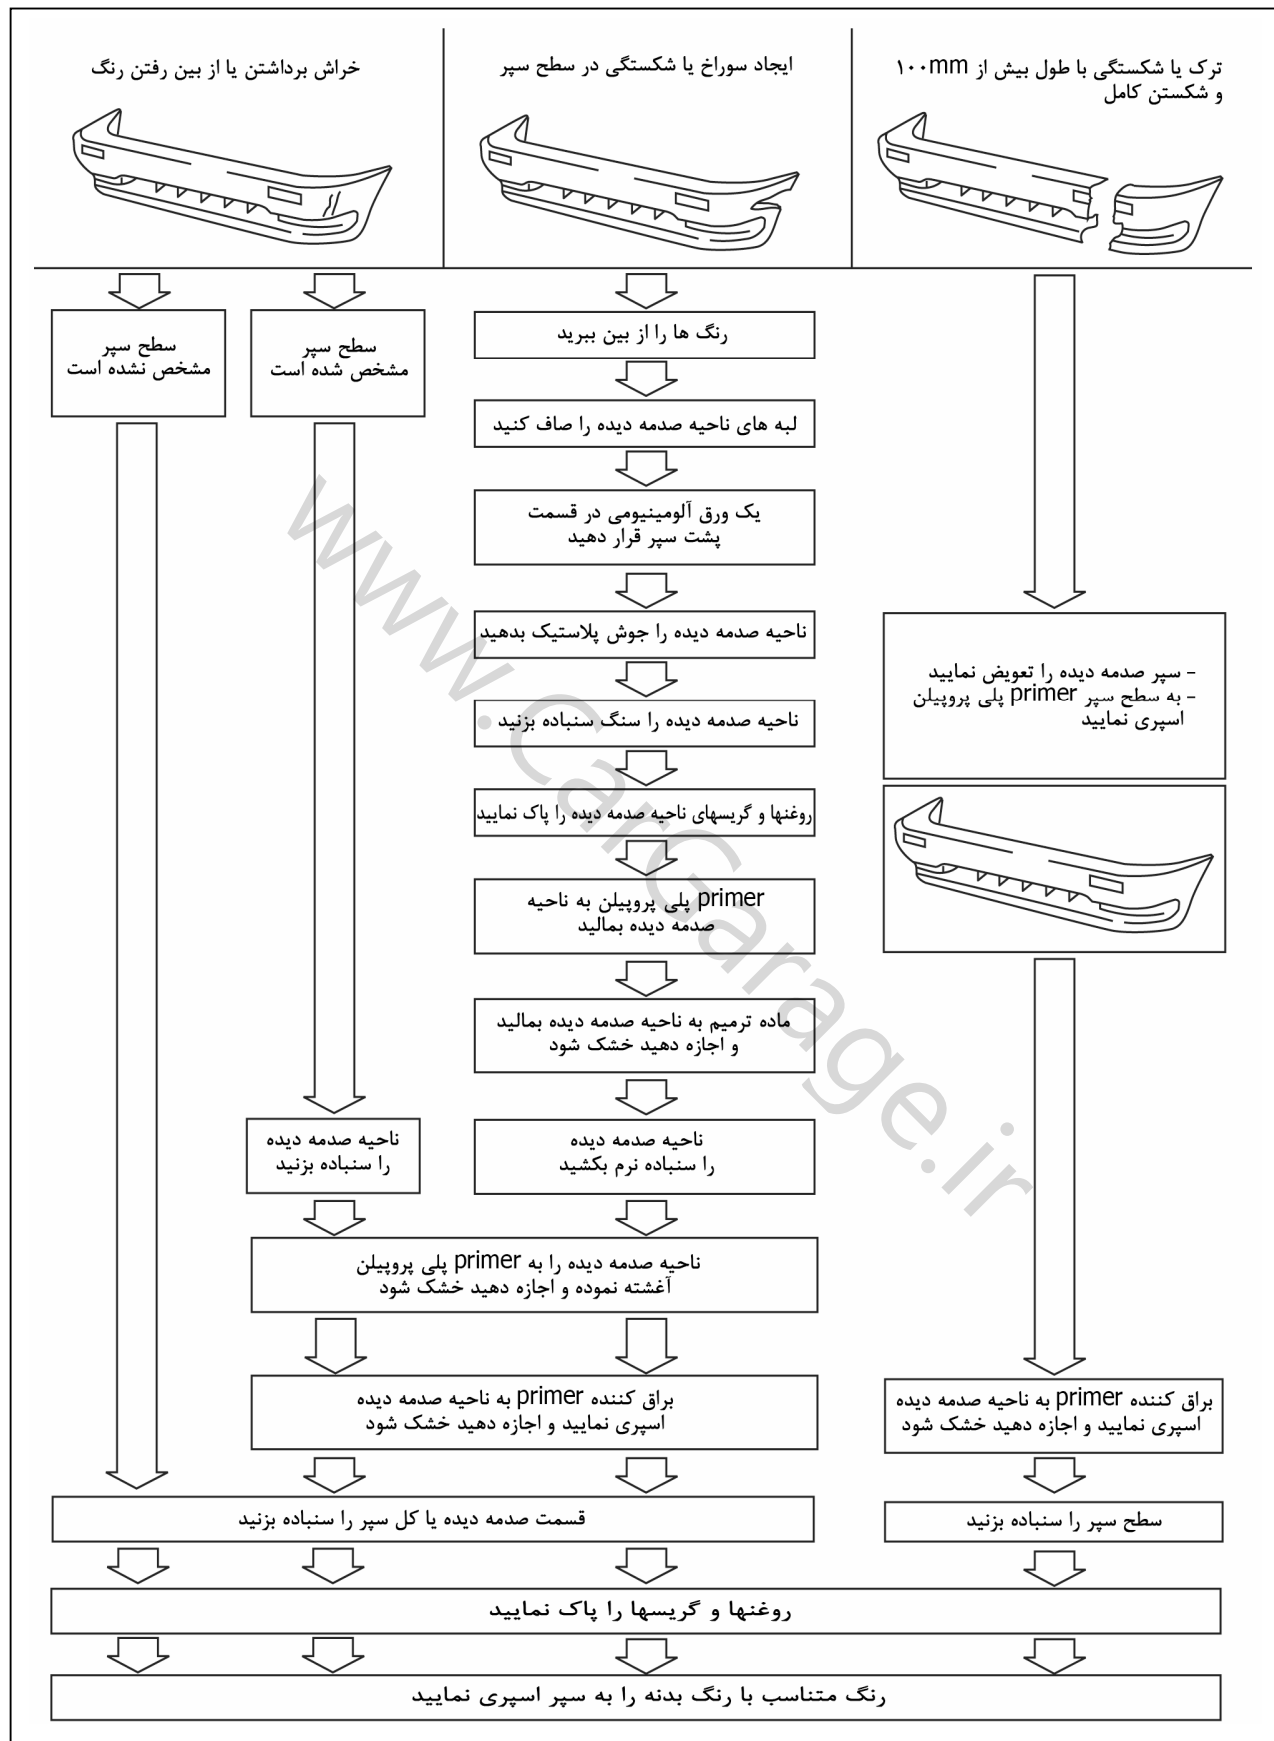 ترک یا شکستگی با طول بیش از ۱۰۰mm
و شکستن کامل
ایجاد سوراخ یا شکستگی در سطح سپر
خراش برداشتن یا از بین رفتن رنگ
- سپر صدمه دیده را تعویض نمایید
- به سطح سپر primer پلی پروپیلن
اسپری نمایید
براق کننده primer به ناحیه صدمه دیده
اسپری نمایید و اجازه دهید خشک شود
سطح سپر را سنباده بزنید
رنگ ها را از بین ببرید
لبه های ناحیه صدمه دیده را صاف کنید
یک ورق آلومینیومی در قسمت
پشت سپر قرار دهید
ناحیه صدمه دیده را جوش پلاستیک بدهید
ناحیه صدمه دیده را سنگ سنباده بزنید
روغنها و گریسهای ناحیه صدمه دیده را پاک نمایید
primer پلی پروپیلن به ناحیه
صدمه دیده بمالید
ماده ترمیم به ناحیه صدمه دیده بمالید
و اجازه دهید خشک شود
ناحیه صدمه دیده
را سنباده نرم بکشید
سطح سپر
مشخص شده است
ناحیه صدمه دیده
را سنباده بزنید
سطح سپر
مشخص نشده است
ناحیه صدمه دیده را به primer پلی پروپیلن
آغشته نموده و اجازه دهید خشک شود
براق کننده primer به ناحیه صدمه دیده
اسپری نمایید و اجازه دهید خشک شود
قسمت صدمه دیده یا کل سپر را سنباده بزنید
روغنها و گریسها را پاک نمایید
رنگ متناسب با رنگ بدنه را به سپر اسپری نمایید
www.CarGarage.ir